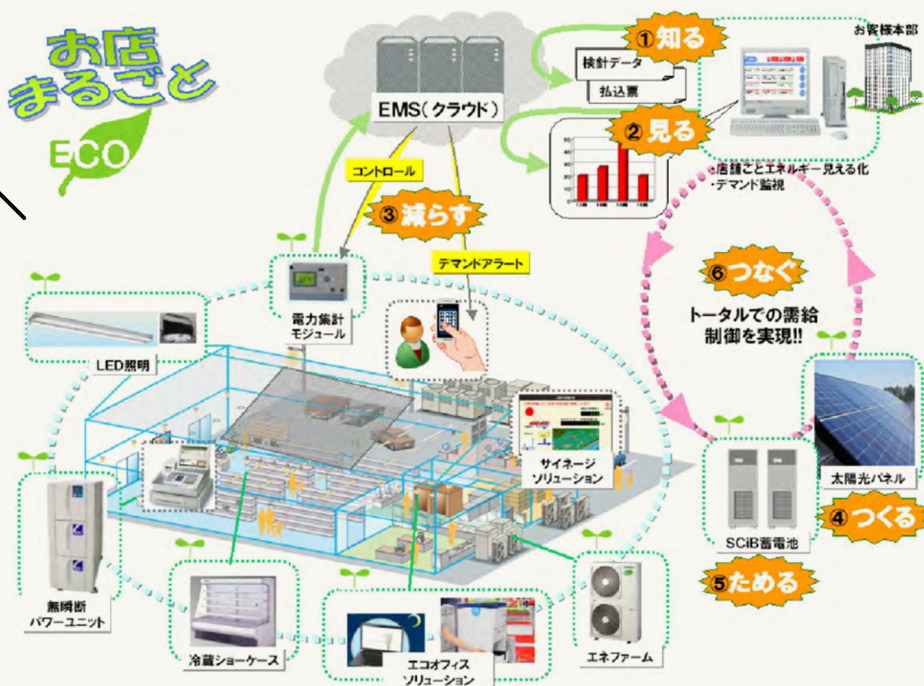 お店
まるごと
ECO
EMS(クラウド)
①知る
検針データ
払込票
お客様本部
②見る
・店舗ごとエネルギー見える化
・デマンド監視
コントロール
③減らす
デマンドアラート
電力集計
モジュール
LED照明
⑥つなぐ
トータルでの需給
制御を実現!!
サイネージ
ソリューション
太陽光パネル
④つくる
SCiB蓄電池
⑤ためる
無瞬断
パワーユニット
冷蔵ショーケース
エコオフィス
ソリューション
エネファーム